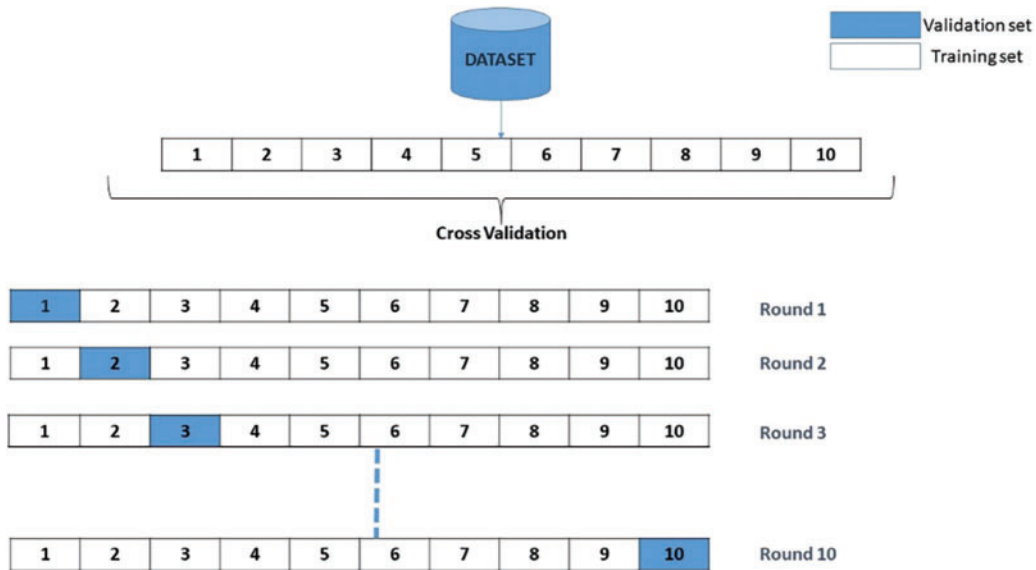 Validation set
Training set
DATASET
1 2 3 4 5 6 7 8 9 10
Cross Validation
1 2 3 4 5 6 7 8 9 10 Round 1
1 2 3 4 5 6 7 8 9 10 Round 2
1 2 3 4 5 6 7 8 9 10 Round 3
1 2 3 4 5 6 7 8 9 10 Round 10